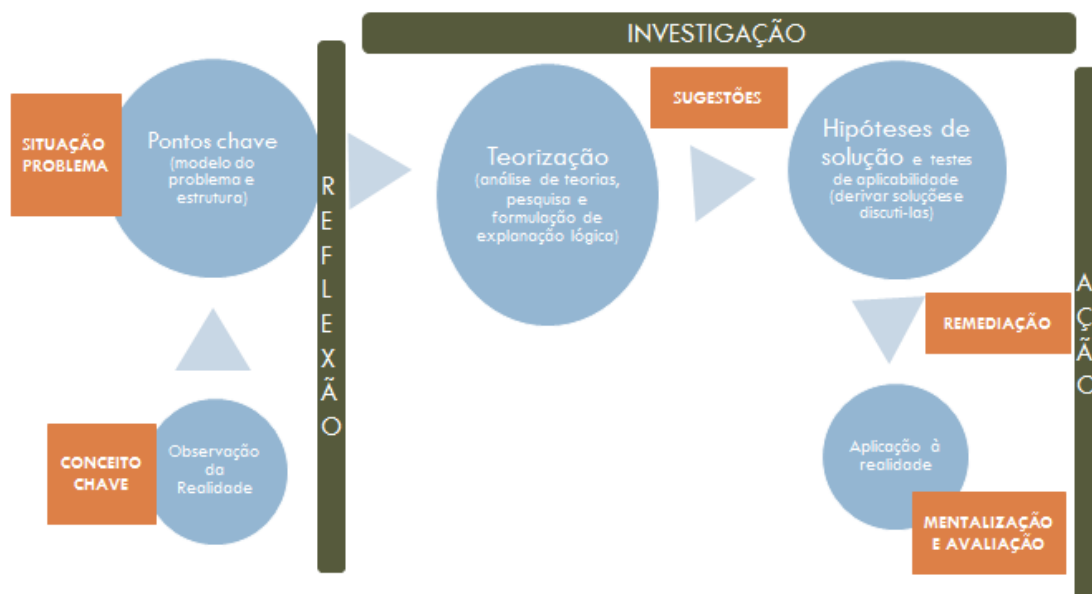 INVESTIGAÇÃO
SITUAÇÃO
PROBLEMA
Pontos chave
(modelo do
problema e
estrutura)
REFLEXÃO
Teorização
(análise de teorias,
pesquisa e
formulação de
explanação lógica)
SUGESTÕES
Hipóteses de
solução e testes
de aplicabilidade
(derivar soluções e
discuti-las)
AÇÃO
REMEDIAÇÃO
CONCEITO
CHAVE
Observação
da
Realidade
Aplicação à
realidade
MENTALIZAÇÃO
E AVALIAÇÃO